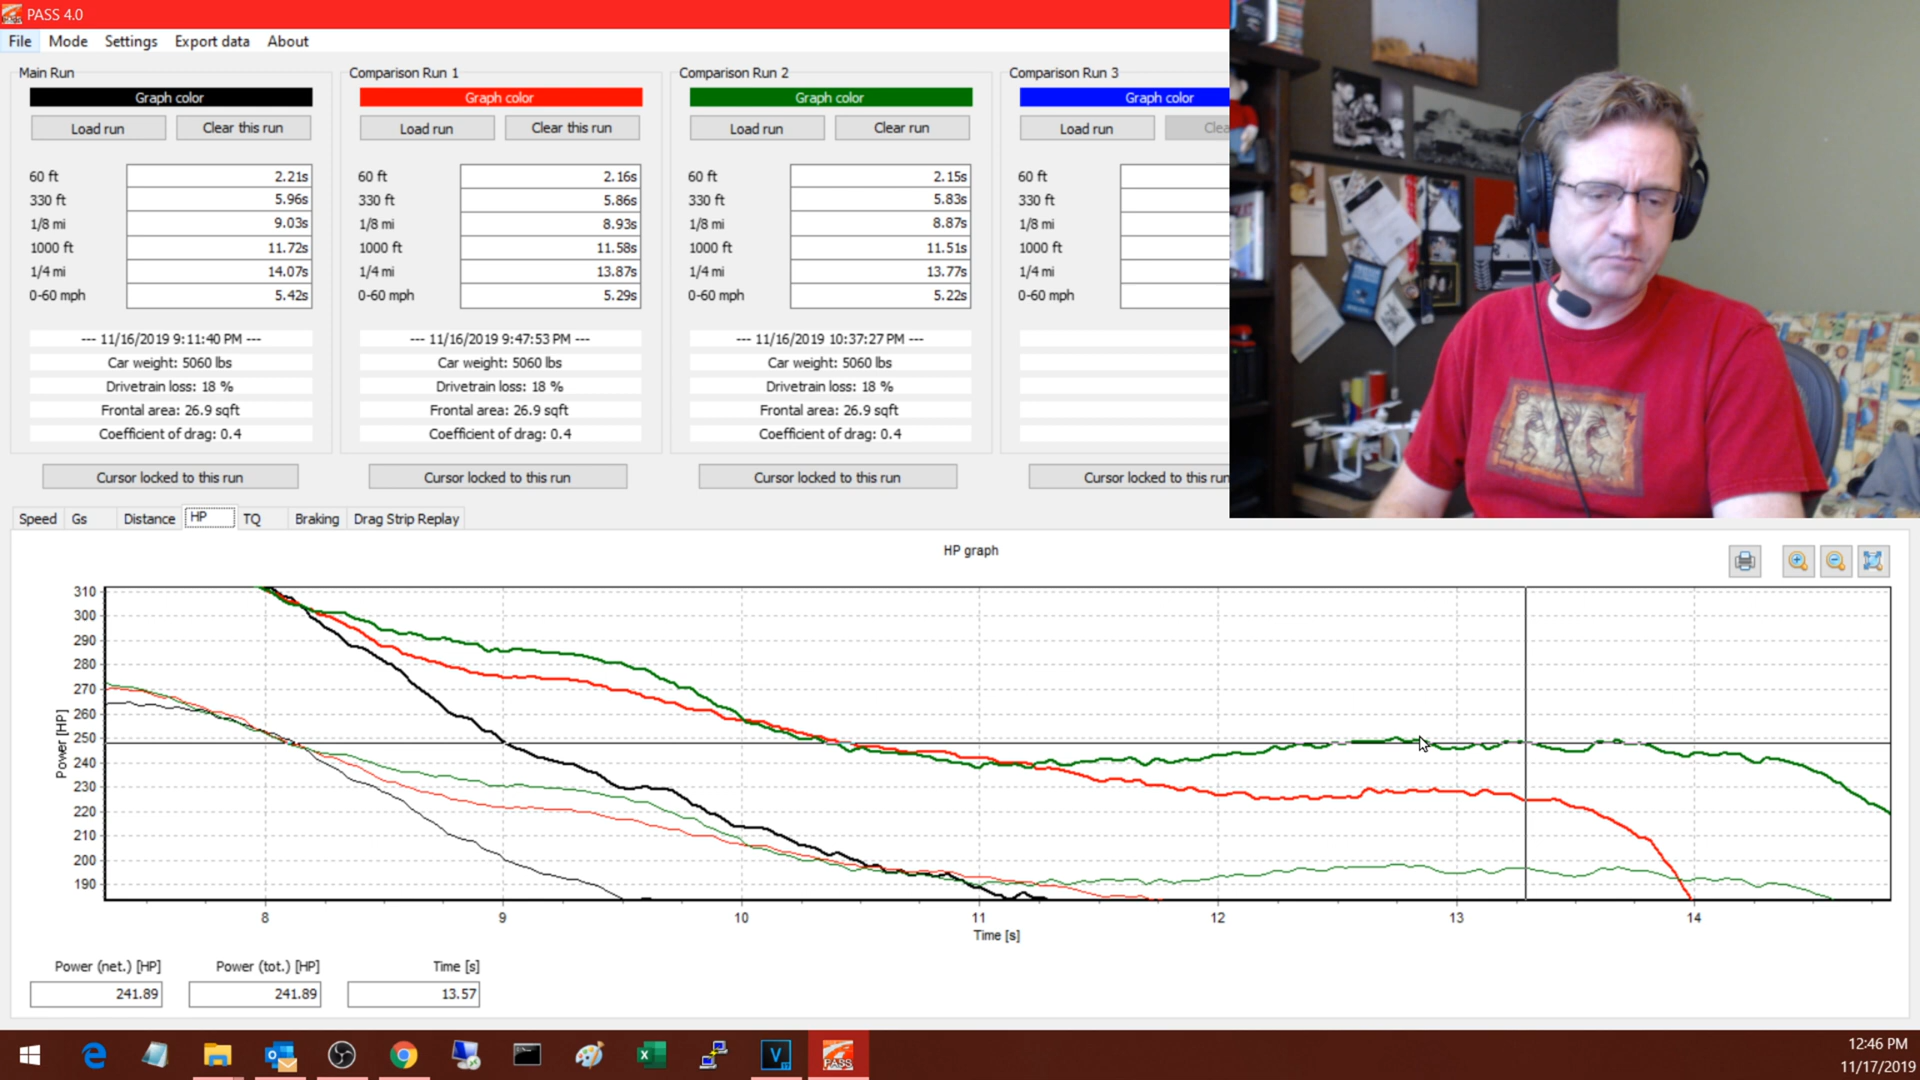 PASS 4.0
File Mode Settings Export data About
Main Run
Graph color
Load run Clear this run
60 ft 2.21s
330 ft 5.96s
1/8 mi 9.03s
1000 ft 11.72s
1/4 mi 14.07s
0-60 mph 5.42s
--- 11/16/2019 9:11:40 PM ---
Car weight: 5060 lbs
Drivetrain loss: 18 %
Frontal area: 26.9 sqft
Coefficient of drag: 0.4
Cursor locked to this run
Comparison Run 1
Graph color
Load run Clear this run
60 ft 2.16s
330 ft 5.86s
1/8 mi 8.93s
1000 ft 11.58s
1/4 mi 13.87s
0-60 mph 5.29s
--- 11/16/2019 9:47:53 PM ---
Car weight: 5060 lbs
Drivetrain loss: 18 %
Frontal area: 26.9 sqft
Coefficient of drag: 0.4
Cursor locked to this run
Comparison Run 2
Graph color
Load run Clear run
60 ft 2.15s
330 ft 5.83s
1/8 mi 8.87s
1000 ft 11.51s
1/4 mi 13.77s
0-60 mph 5.22s
--- 11/16/2019 10:37:27 PM ---
Car weight: 5060 lbs
Drivetrain loss: 18 %
Frontal area: 26.9 sqft
Coefficient of drag: 0.4
Cursor locked to this run
Comparison Run 3
Graph color
Load run Clea
60 ft
330 ft
1/8 mi
1000 ft
1/4 mi
0-60 mph
Cursor locked to this run
Speed Gs Distance HP TQ Braking Drag Strip Replay
HP graph
Power [HP]
310
300
290
280
270
260
250
240
230
220
210
200
190
8 9 10 11 12 13 14
Time [s]
Power (net.) [HP] Power (tot.) [HP] Time [s]
241.89 241.89 13.57
PASS
12:46 PM
11/17/2019